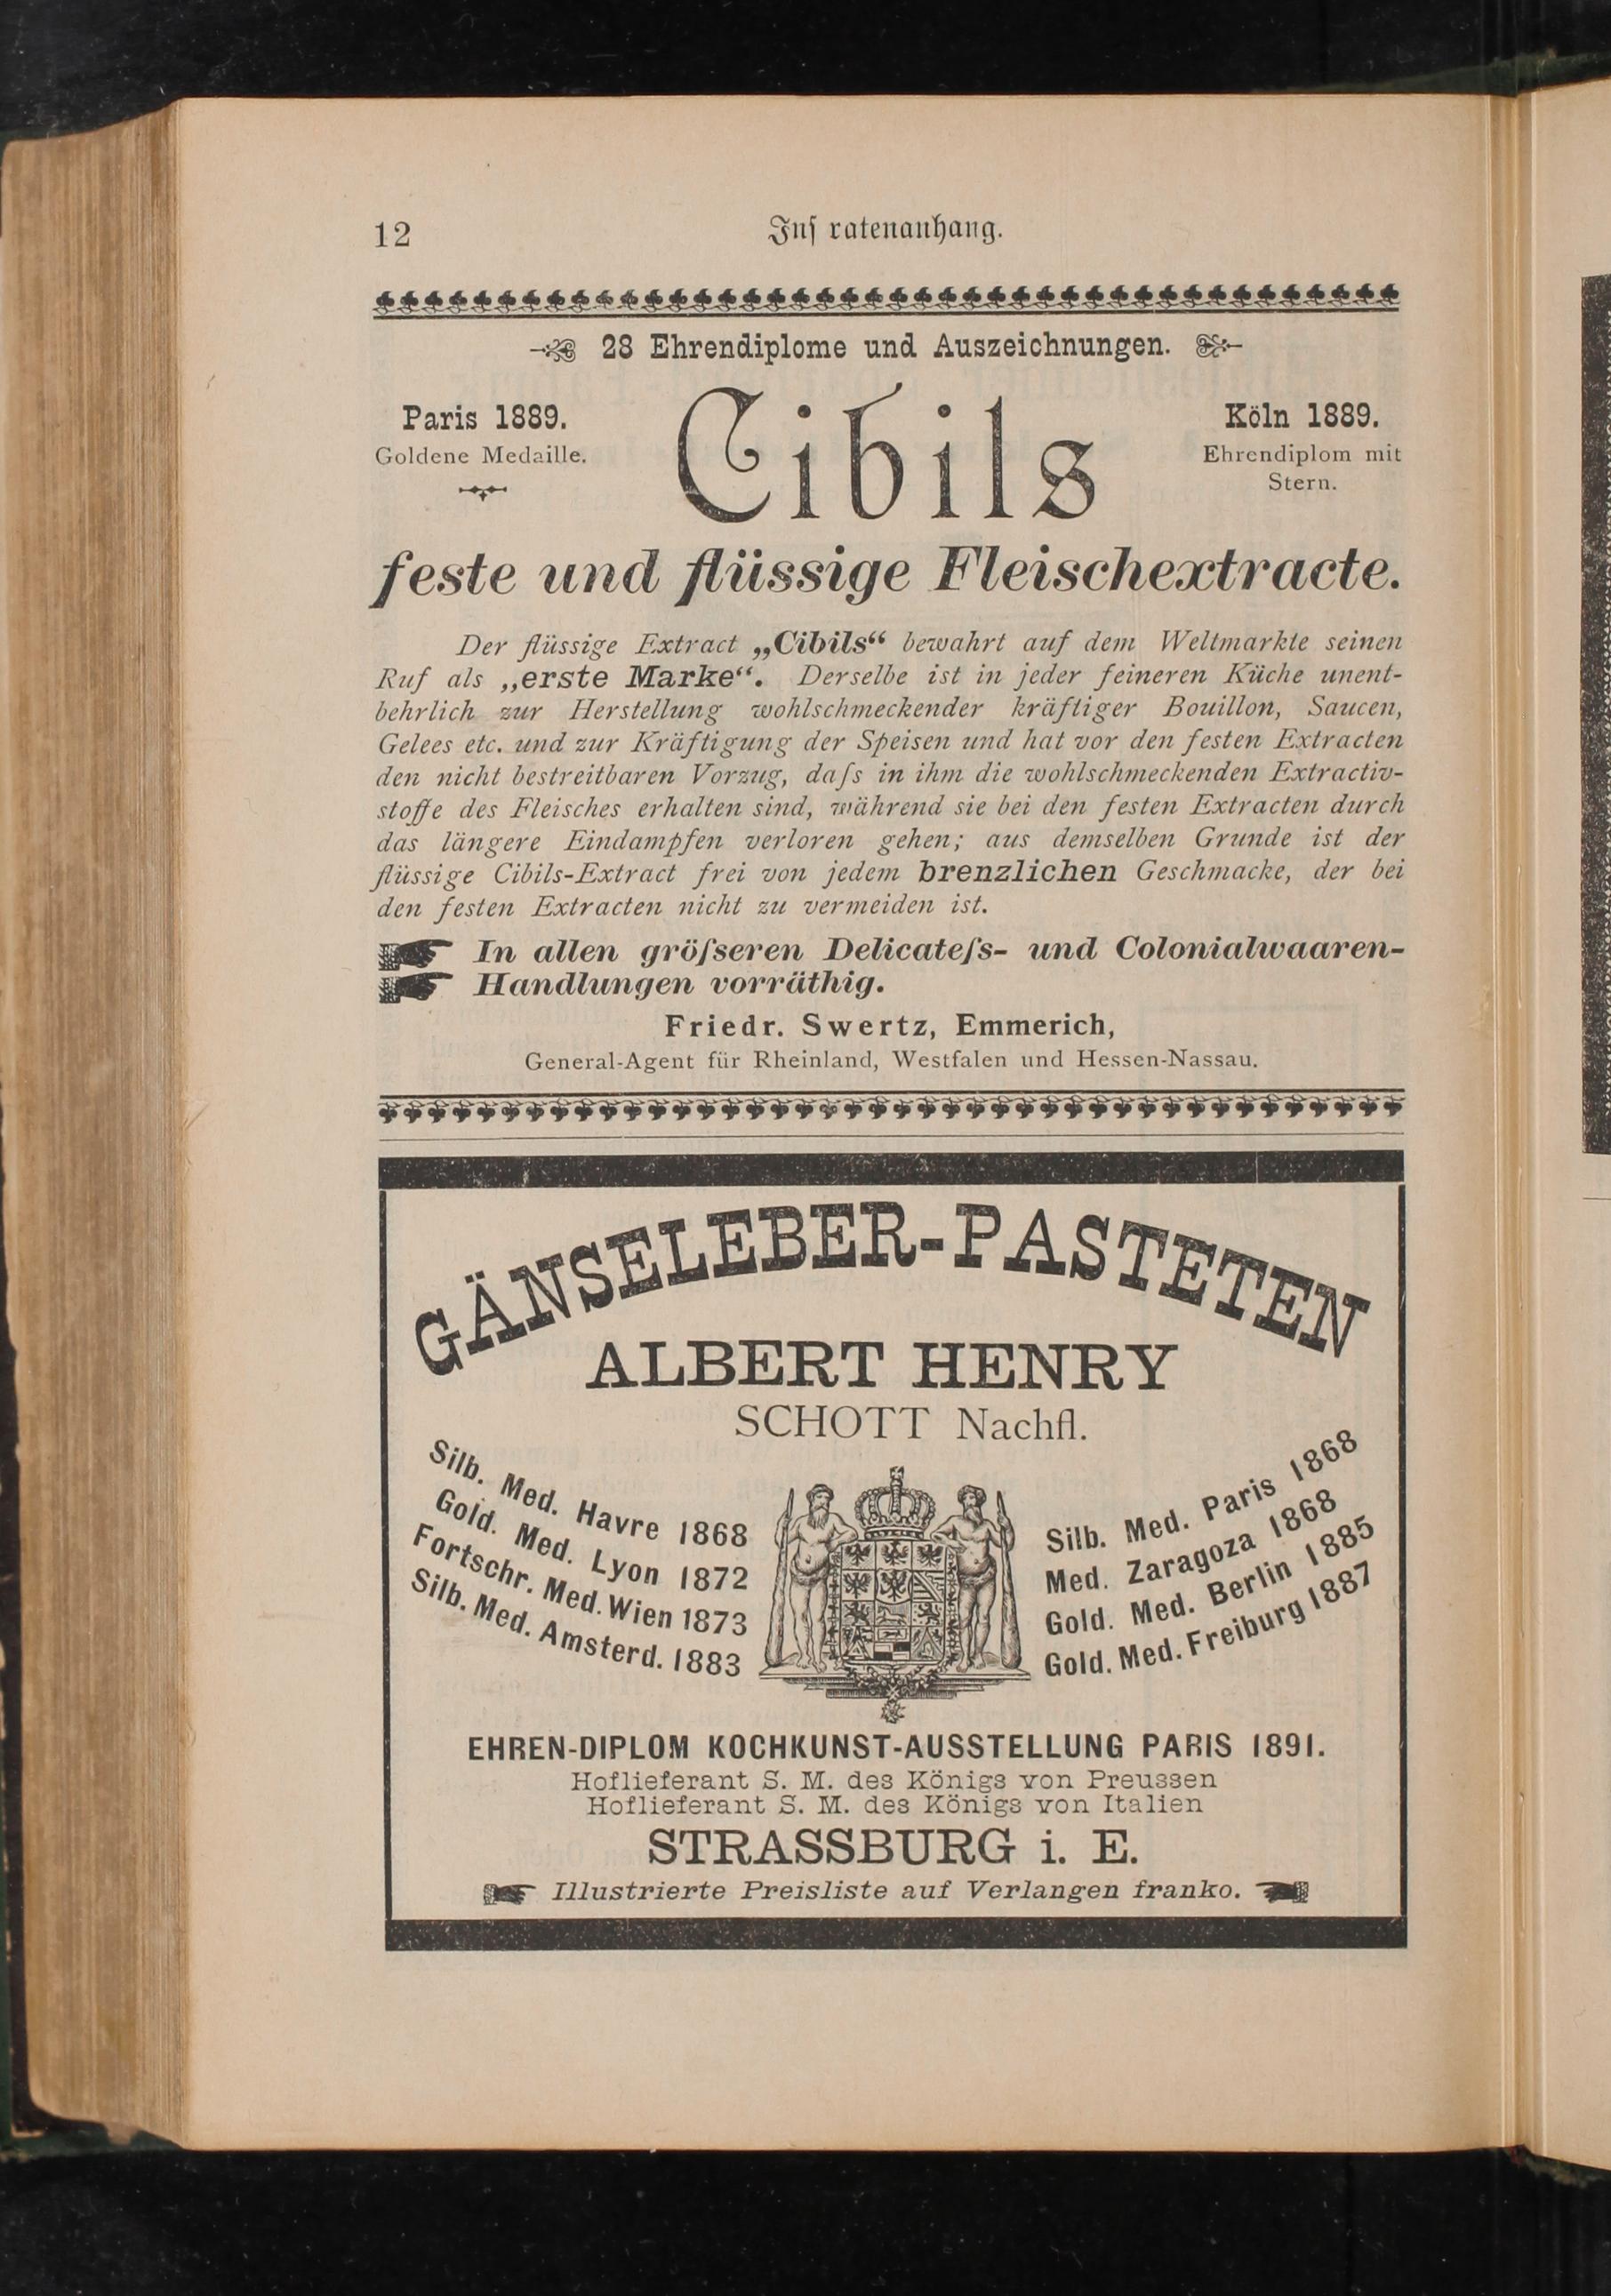 12
Inſ ratenanhang.
28 Ehrendiplome und Auszeichnungen.
Paris 1889.
Goldene Medaille.
Cibils
Köln 1889.
Ehrendiplom mit
Stern.
feste und flüssige Fleischextracte.
Der flüssige Extract „Cibils“ bewahrt auf dem Weltmarkte seinen
Ruf als „erste Marke“. Derselbe ist in jeder feineren Küche unent-
behrlich zur Herstellung wohlschmeckender kräftiger Bouillon, Saucen,
Gelees etc. und zur Kräftigung der Speisen und hat vor den festen Extracten
den nicht bestreitbaren Vorzug, daſs in ihm die wohlschmeckenden Extractiv-
stoffe des Fleisches erhalten sind, während sie bei den festen Extracten durch
das längere Eindampfen verloren gehen; aus demselben Grunde ist der
flüssige Cibils-Extract frei von jedem brenzlichen Geschmacke, der bei
den festen Extracten nicht zu vermeiden ist.
In allen gröſseren Delicateſs- und Colonialwaaren-
Handlungen vorräthig.
Friedr. Swertz, Emmerich,
General-Agent für Rheinland, Westfalen und Hessen-Nassau.
GÄNSELEBER-PASTETEN
ALBERT HENRY
SCHOTT Nachfl.
Silb. Med. Havre 1868
Gold. Med. Lyon 1872
Fortschr. Med. Wien 1873
Silb. Med. Amsterd. 1883
Silb. Med. Paris 1868
Med. Zaragoza 1868
Gold. Med. Berlin 1885
Gold. Med. Freiburg 1887
EHREN-DIPLOM KOCHKUNST-AUSSTELLUNG PARIS 1891.
Hoflieferant S. M. des Königs von Preussen
Hoflieferant S. M. des Königs von Italien
STRASSBURG i. E.
Illustrierte Preisliste auf Verlangen franko.